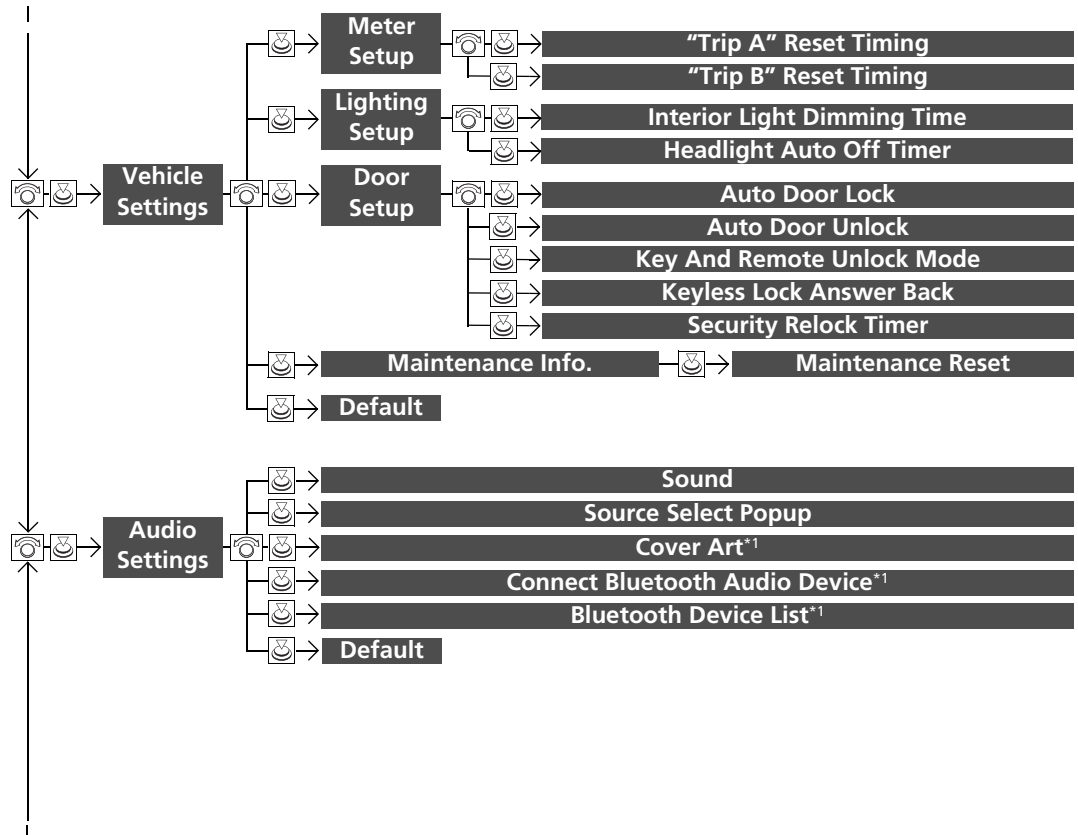 Meter
Setup
“Trip A” Reset Timing
“Trip B” Reset Timing
Lighting
Setup
Interior Light Dimming Time
Headlight Auto Off Timer
Vehicle
Settings
Door
Setup
Auto Door Lock
Auto Door Unlock
Key And Remote Unlock Mode
Keyless Lock Answer Back
Security Relock Timer
Maintenance Info.
Maintenance Reset
Default
Audio
Settings
Sound
Source Select Popup
Cover Art*1
Connect Bluetooth Audio Device*1
Bluetooth Device List*1
Default